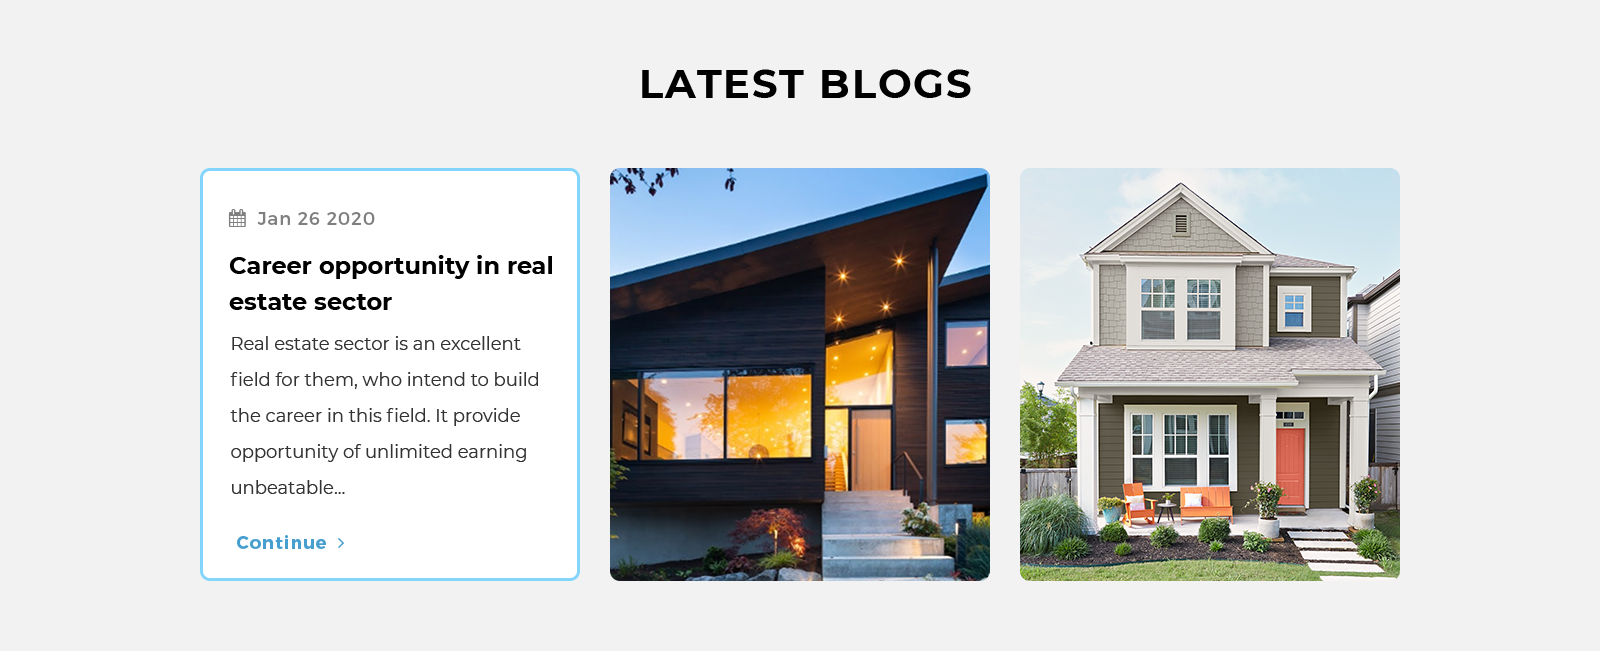 LATEST BLOGS
Jan 26 2020
Career opportunity in real
estate sector
Real estate sector is an excellent
field for them, who intend to build
the career in this field. It provide
opportunity of unlimited earning
unbeatable...
Continue